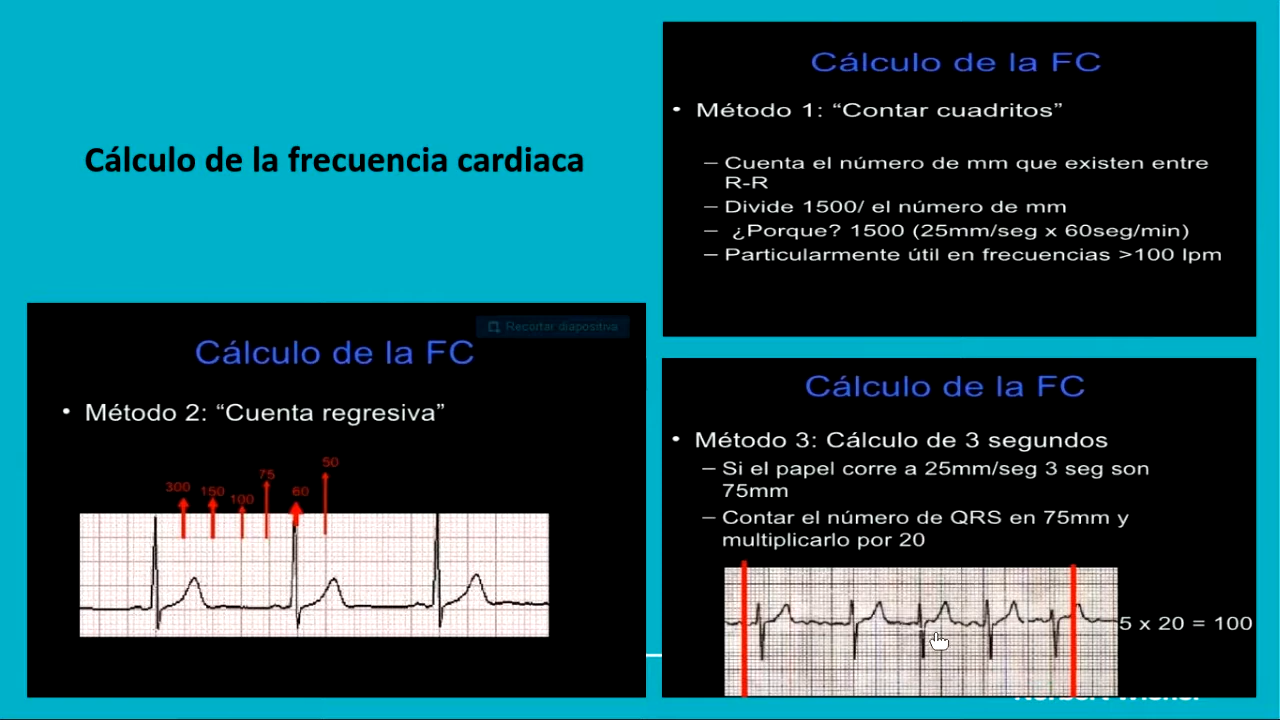 Cálculo de la frecuencia cardiaca
Cálculo de la FC
• Método 1: “Contar cuadritos”
– Cuenta el número de mm que existen entre
R-R
– Divide 1500/ el número de mm
– ¿Porque? 1500 (25mm/seg x 60seg/min)
– Particularmente útil en frecuencias >100 lpm
Recortar diapositiva
Cálculo de la FC
• Método 2: “Cuenta regresiva”
300 150 100 75 60 50
Cálculo de la FC
• Método 3: Cálculo de 3 segundos
– Si el papel corre a 25mm/seg 3 seg son
75mm
– Contar el número de QRS en 75mm y
multiplicarlo por 20
5 x 20 = 100